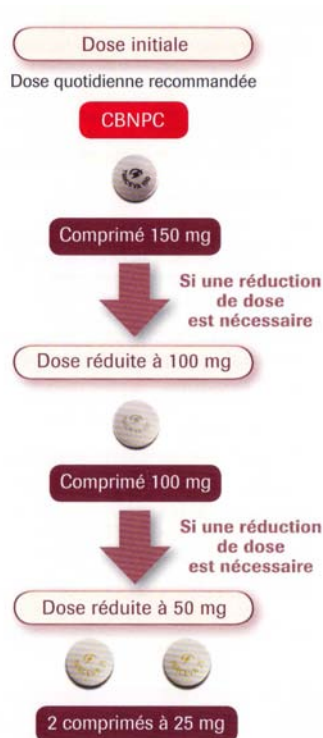 Dose initiale
Dose quotidienne recommandée
CBNPC
Comprimé 150 mg
Si une réduction
de dose
est nécessaire
Dose réduite à 100 mg
Comprimé 100 mg
Si une réduction
de dose
est nécessaire
Dose réduite à 50 mg
2 comprimés à 25 mg